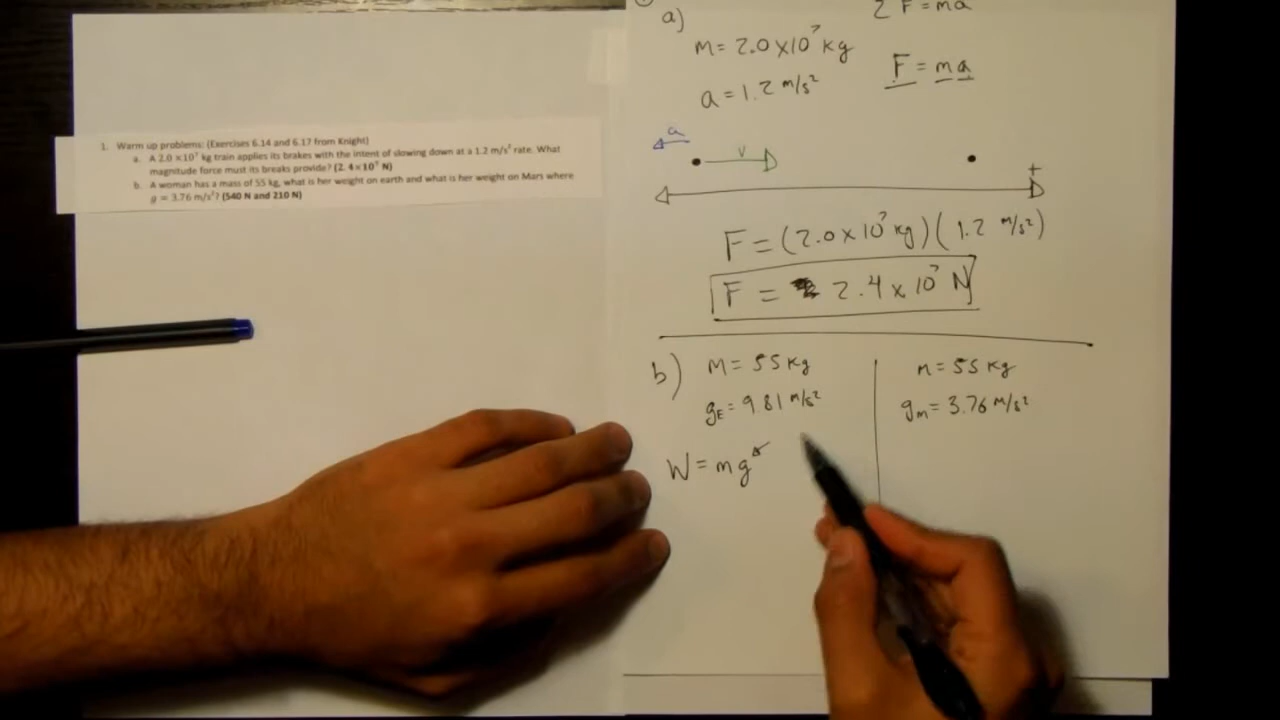 1. Warm up problems: (Exercises 6.14 and 6.17 from Knight)
a. A 2.0 ×10⁷ kg train applies its brakes with the intent of slowing down at a 1.2 m/s² rate. What
magnitude force must its breaks provide? (2.4×10⁷ N)
b. A woman has a mass of 55 kg, what is her weight on earth and what is her weight on Mars where
g = 3.76 m/s²? (540 N and 210 N)
a)
Σ F = ma
M = 2.0 x 10⁷ kg
F = ma
a = 1.2 m/s²
a
v
+
F = (2.0 x 10⁷ kg)(1.2 m/s²)
F = 2.4 x 10⁷ N
b)
M = 55 kg
m = 55 kg
gE = 9.81 m/s²
gm = 3.76 m/s²
W = mg